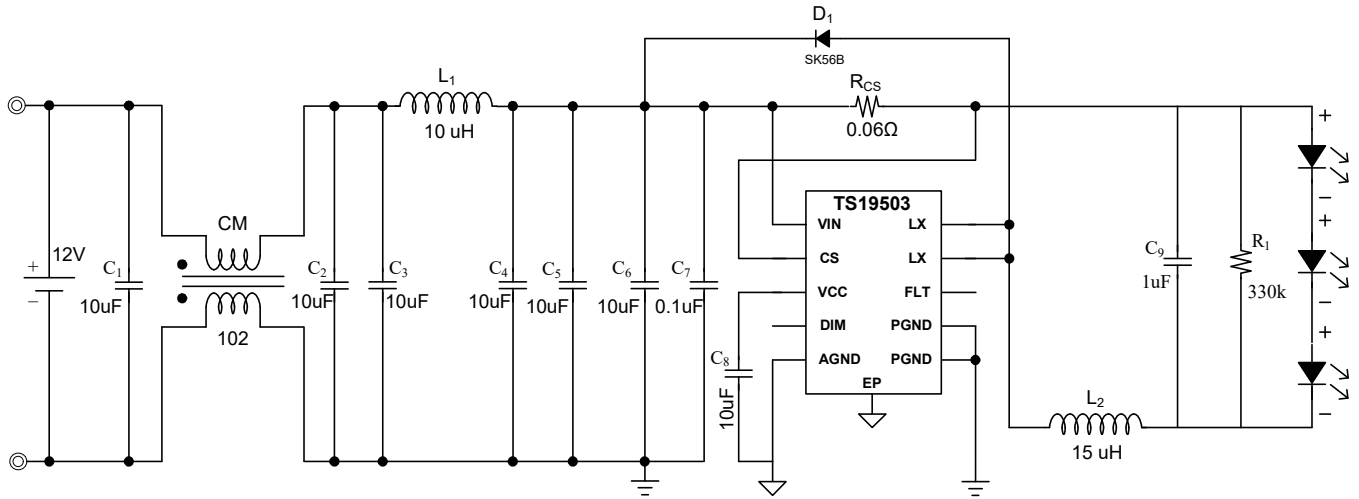 D1
SK56B
L1
10 uH
RCS
0.06Ω
TS19503
VIN LX
CS LX
VCC FLT
DIM PGND
AGND PGND
EP
CM
102
12V
+
−
C1
10uF
C2
10uF
C3
10uF
C4
10uF
C5
10uF
C6
10uF
C7
0.1uF
C8
10uF
C9
1uF
R1
330k
L2
15 uH
+
−
+
−
+
−